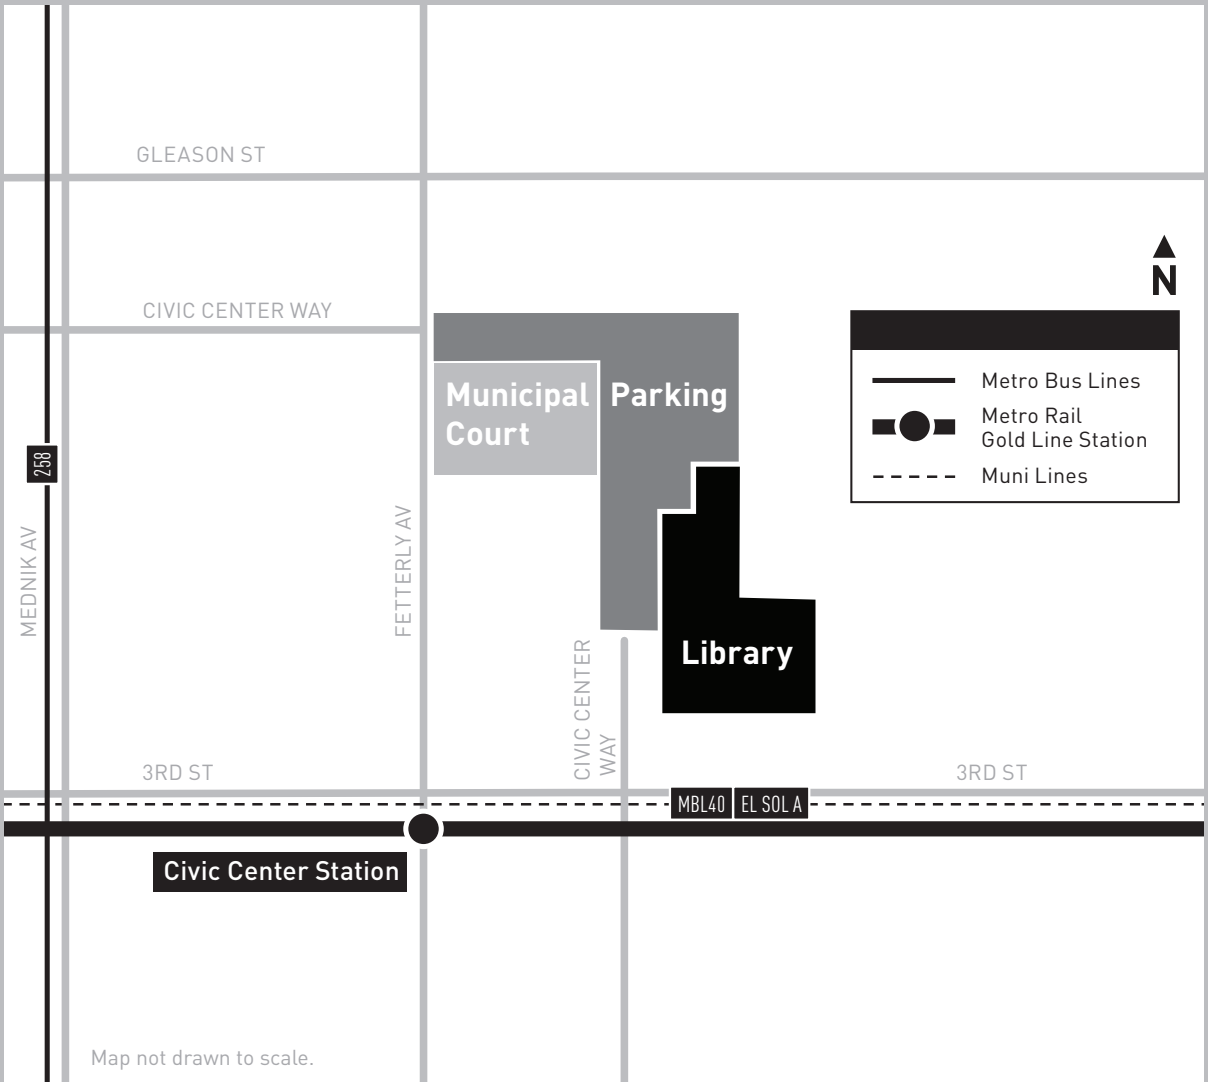 GLEASON ST
N
CIVIC CENTER WAY
Metro Bus Lines
Metro Rail
Gold Line Station
Muni Lines
Municipal
Court
Parking
258
MEDNIK AV
FETTERLY AV
Library
CIVIC CENTER
WAY
3RD ST
3RD ST
MBL40
EL SOL A
Civic Center Station
Map not drawn to scale.